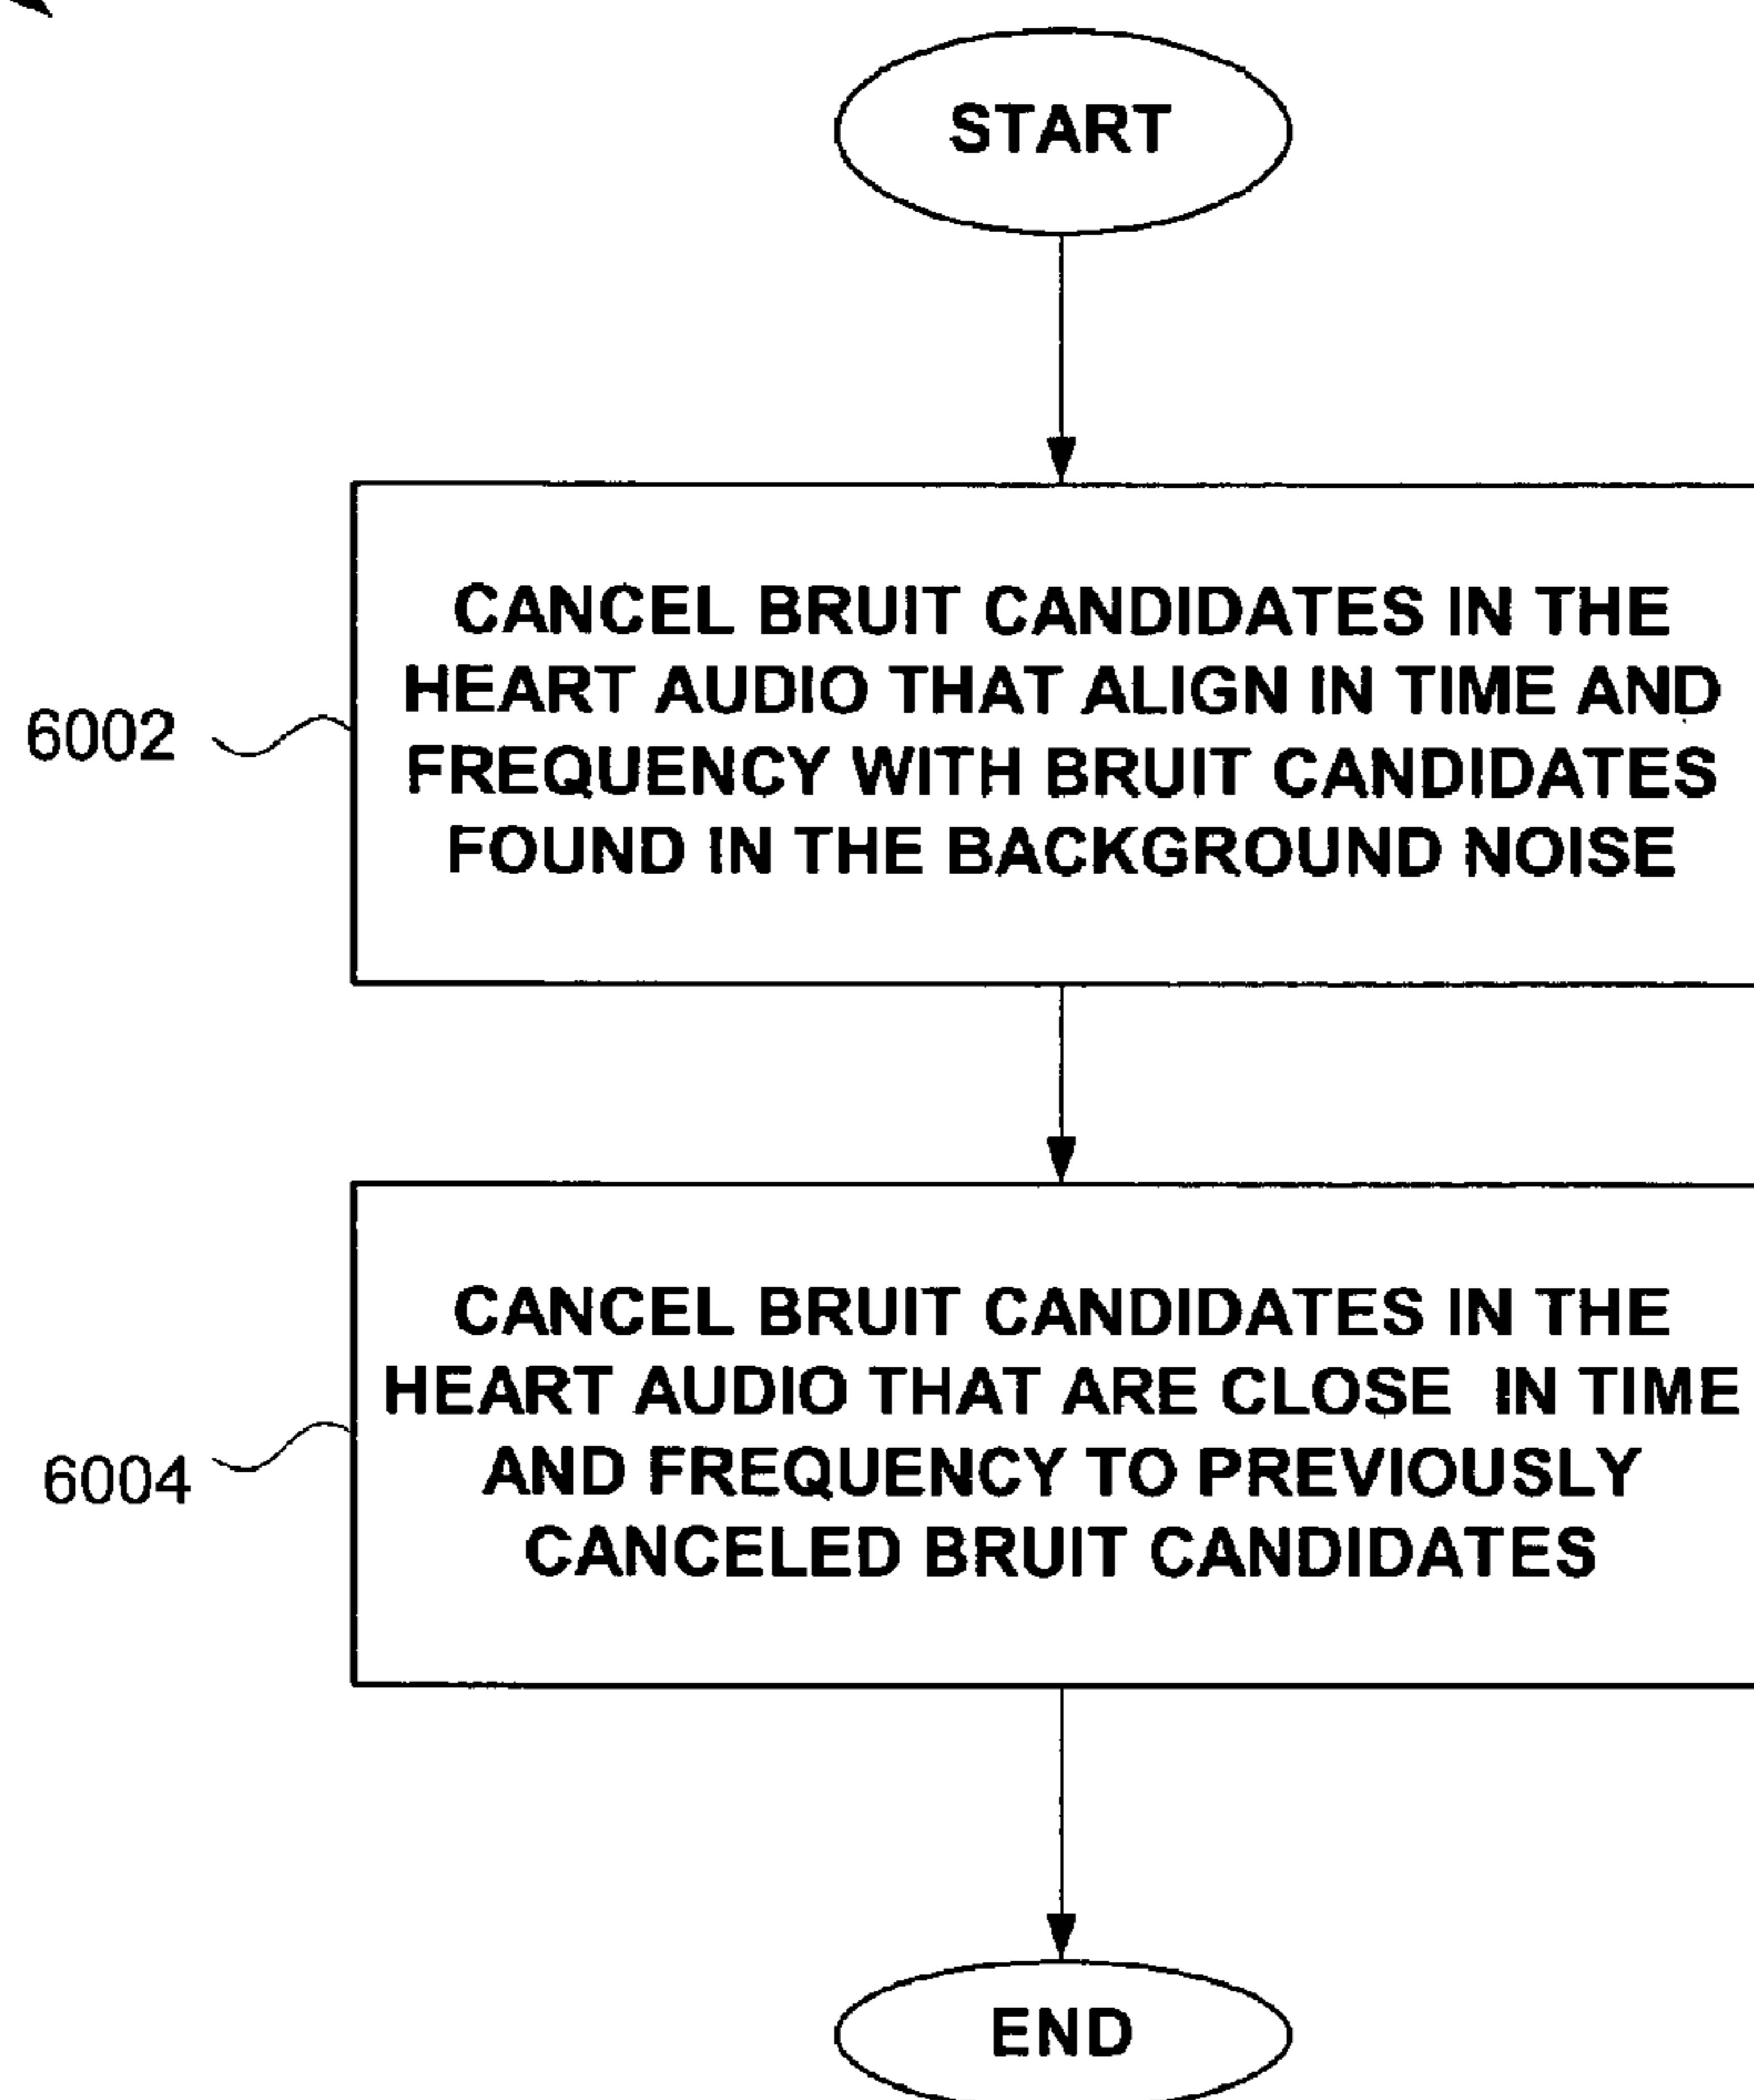 START
CANCEL BRUIT CANDIDATES IN THE
HEART AUDIO THAT ALIGN IN TIME AND
FREQUENCY WITH BRUIT CANDIDATES
FOUND IN THE BACKGROUND NOISE
6002
CANCEL BRUIT CANDIDATES IN THE
HEART AUDIO THAT ARE CLOSE IN TIME
AND FREQUENCY TO PREVIOUSLY
CANCELED BRUIT CANDIDATES
6004
END